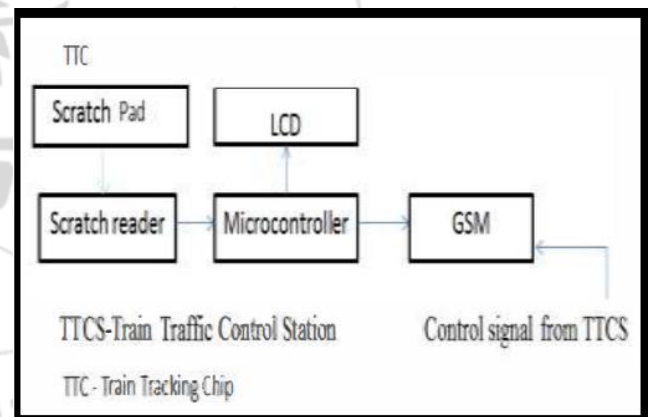 TTC
Scratch Pad
LCD
Scratch reader
Microcontroller
GSM
TTCS-Train Traffic Control Station
Control signal from TTCS
TTC - Train Tracking Chip